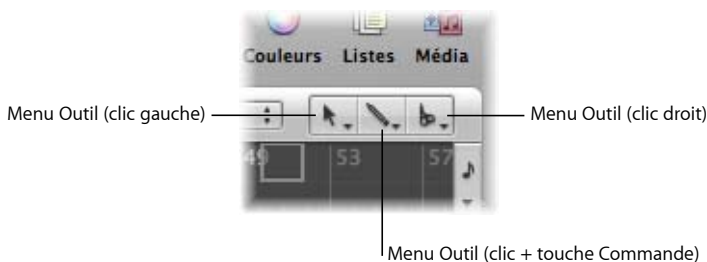 Couleurs Listes Média
Menu Outil (clic gauche)
Menu Outil (clic droit)
49 53 57
Menu Outil (clic + touche Commande)